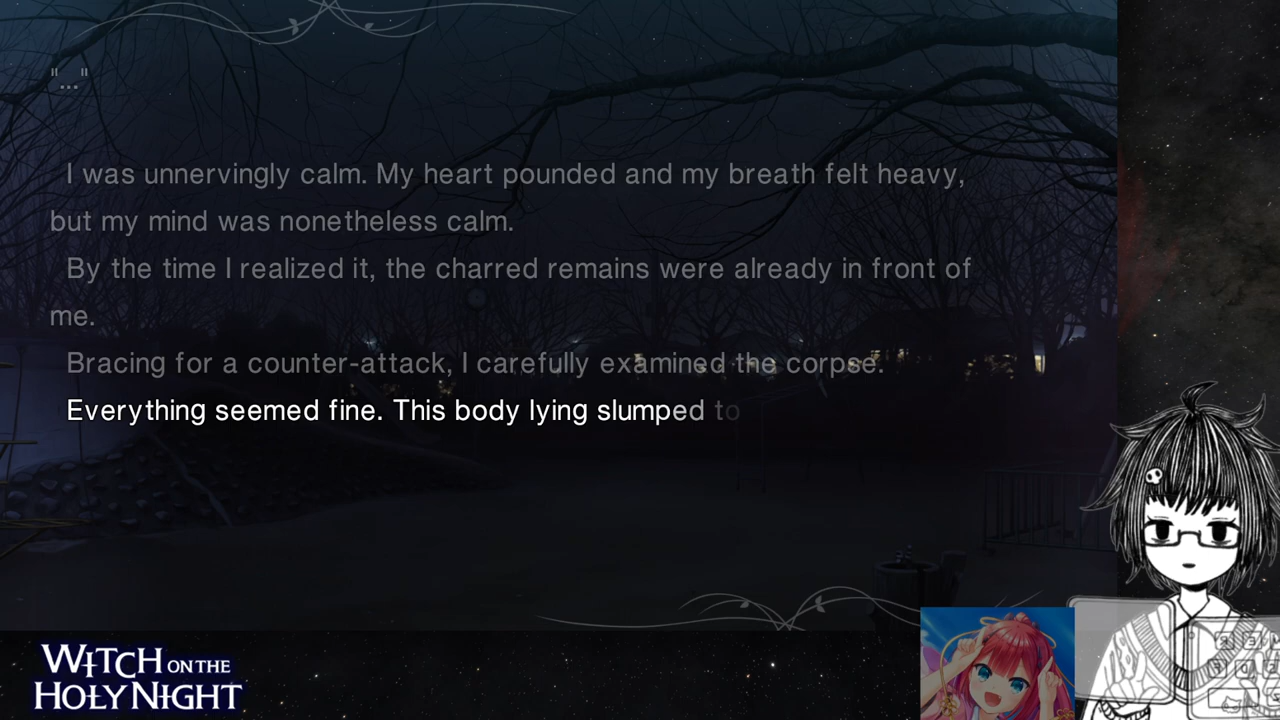 "..."
I was unnervingly calm. My heart pounded and my breath felt heavy,
but my mind was nonetheless calm.
By the time I realized it, the charred remains were already in front of
me.
Bracing for a counter-attack, I carefully examined the corpse.
Everything seemed fine. This body lying slumped to
WITCH ON THE
HOLY NIGHT